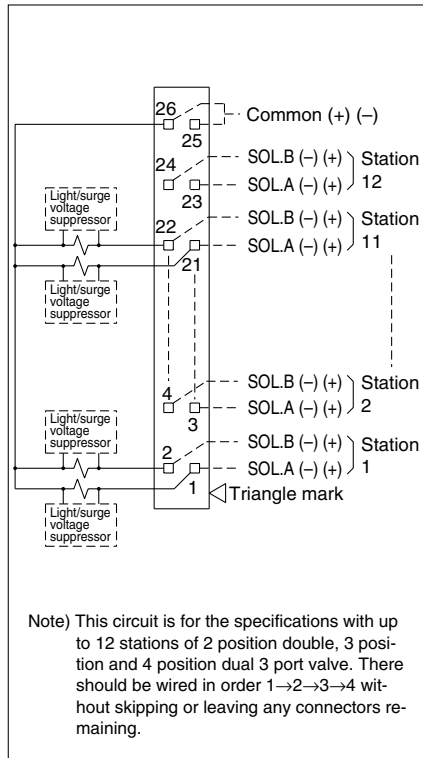 26
Common (+) (–)
25
24
SOL.B (–) (+)
Station
12
SOL.A (–) (+)
23
Light/surge
voltage
suppressor
22
SOL.B (–) (+)
Station
11
SOL.A (–) (+)
21
Light/surge
voltage
suppressor
4
SOL.B (–) (+)
Station
2
SOL.A (–) (+)
3
Light/surge
voltage
suppressor
2
SOL.B (–) (+)
Station
1
SOL.A (–) (+)
1
Triangle mark
Light/surge
voltage
suppressor
Note) This circuit is for the specifications with up
to 12 stations of 2 position double, 3 posi-
tion and 4 position dual 3 port valve. There
should be wired in order 1→2→3→4 wit-
hout skipping or leaving any connectors re-
maining.